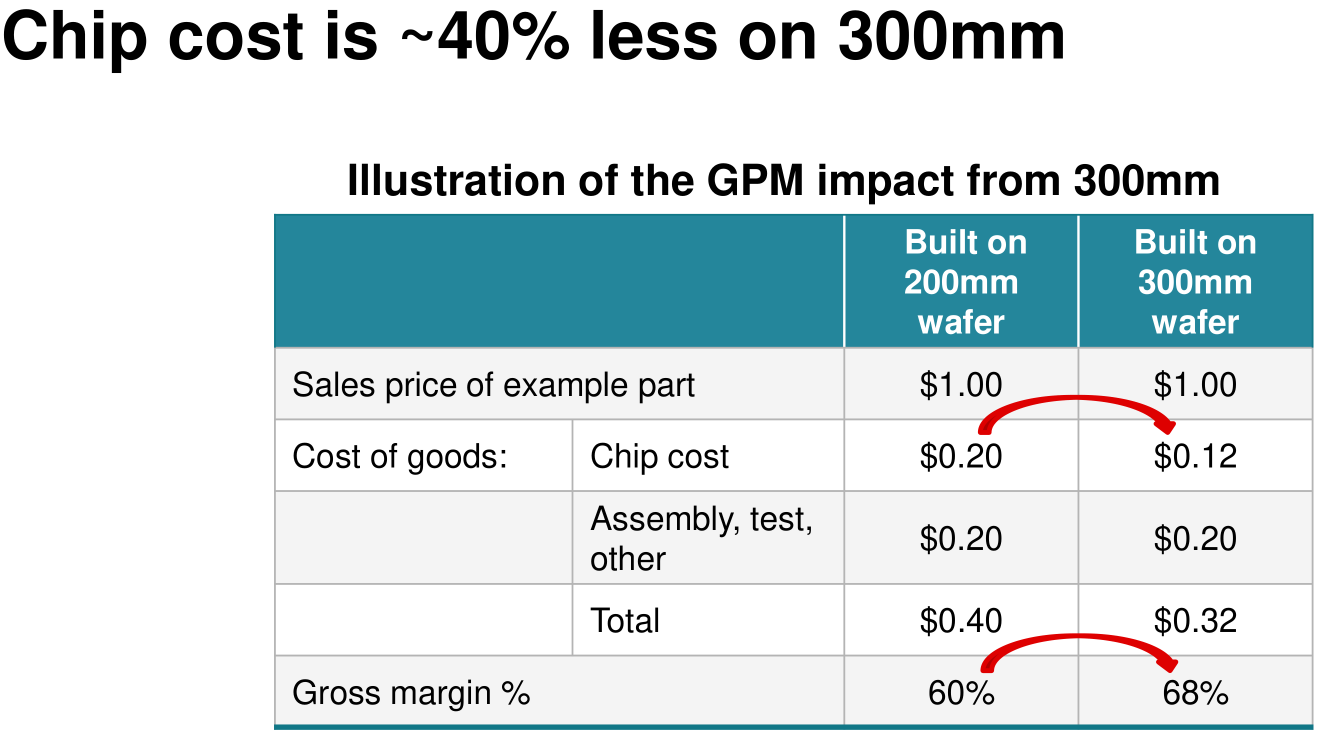 Chip cost is ~40% less on 300mm
Illustration of the GPM impact from 300mm
Built on
200mm
wafer
Built on
300mm
wafer
Sales price of example part $1.00 $1.00
Cost of goods: Chip cost $0.20 $0.12
Assembly, test,
other
$0.20 $0.20
Total $0.40 $0.32
Gross margin % 60% 68%